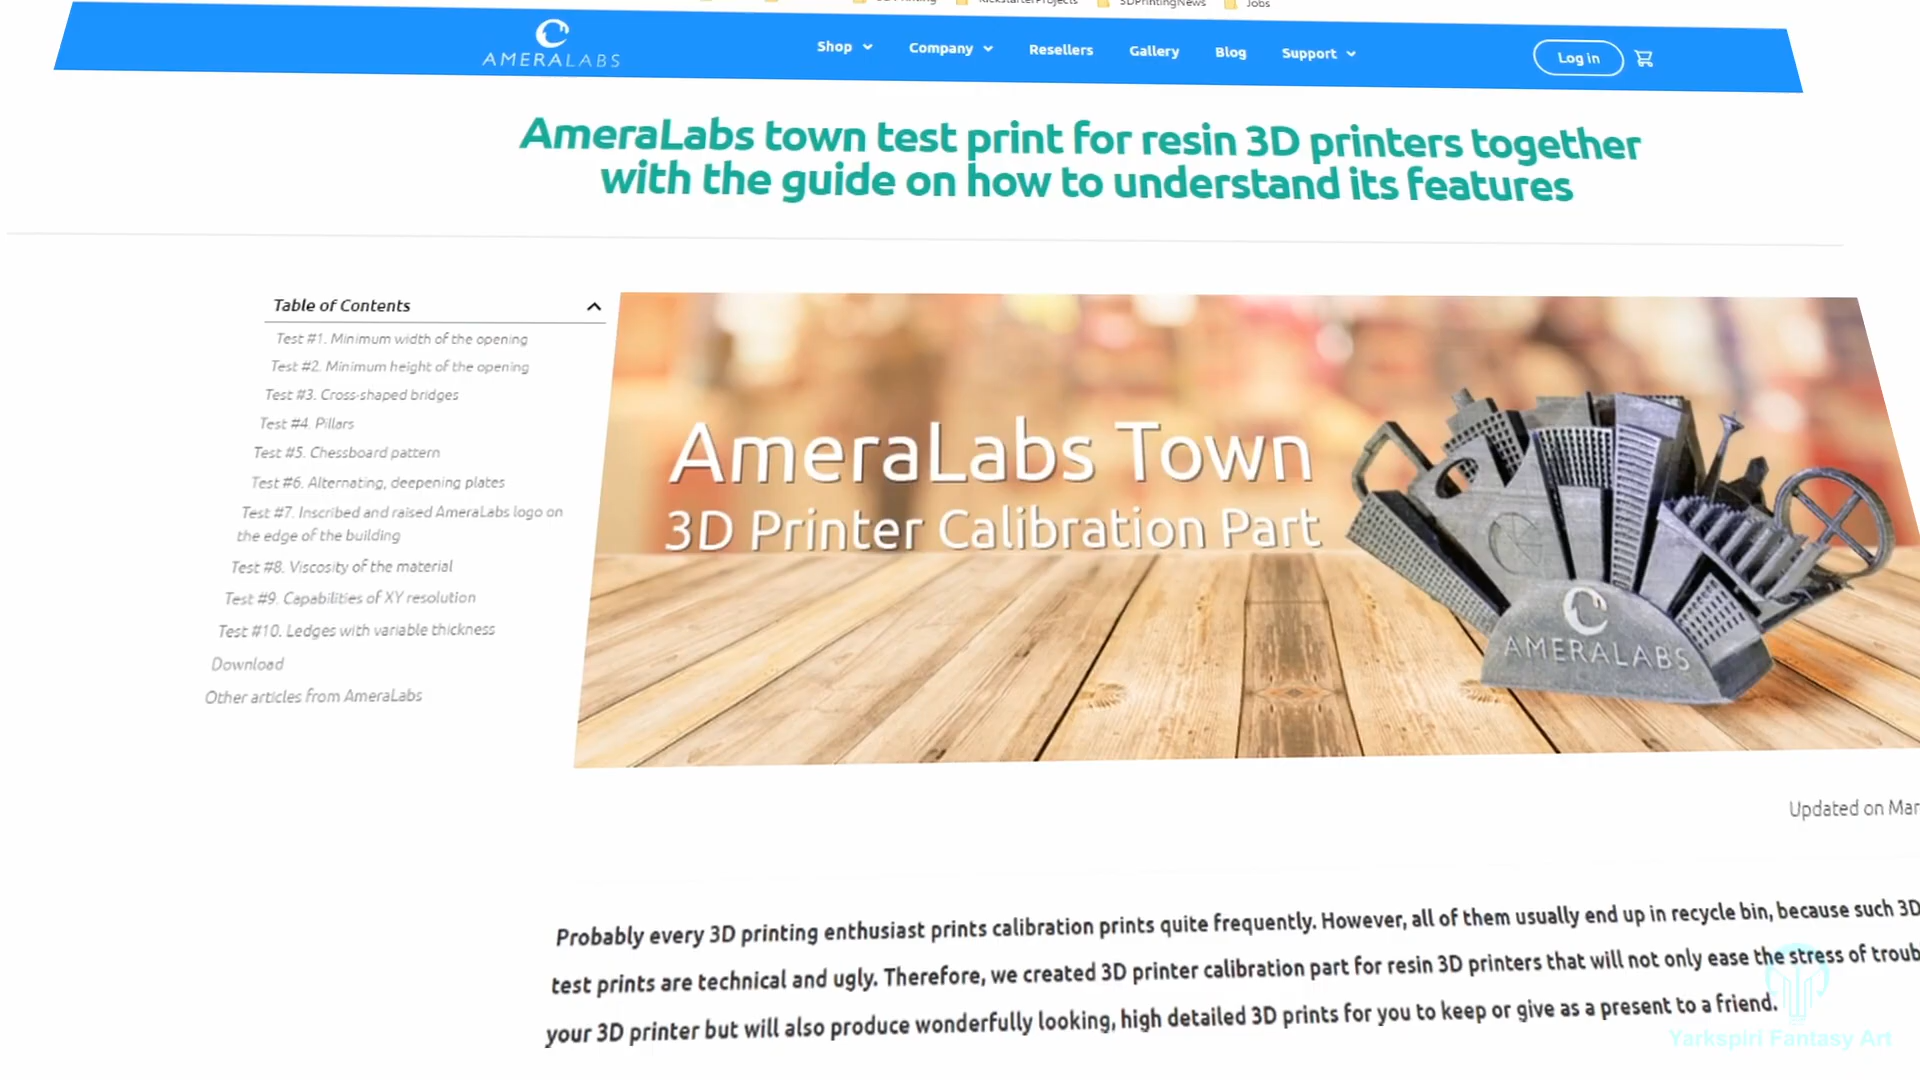 3DPrintingNews
Jobs
AMERALABS
Shop
Company
Resellers
Gallery
Blog
Support
Log in
AmeraLabs town test print for resin 3D printers together
with the guide on how to understand its features
Table of Contents
Test #1. Minimum width of the opening
Test #2. Minimum height of the opening
Test #3. Cross-shaped bridges
Test #4. Pillars
Test #5. Chessboard pattern
Test #6. Alternating, deepening plates
Test #7. Inscribed and raised AmeraLabs logo on
the edge of the building
Test #8. Viscosity of the material
Test #9. Capabilities of XY resolution
Test #10. Ledges with variable thickness
Download
Other articles from AmeraLabs
AmeraLabs Town
3D Printer Calibration Part
AMERALABS
Updated on Mar
Probably every 3D printing enthusiast prints calibration prints quite frequently. However, all of them usually end up in recycle bin, because such 3D
test prints are technical and ugly. Therefore, we created 3D printer calibration part for resin 3D printers that will not only ease the stress of troub
your 3D printer but will also produce wonderfully looking, high detailed 3D prints for you to keep or give as a present to a friend.
Yarkspiri Fantasy Art